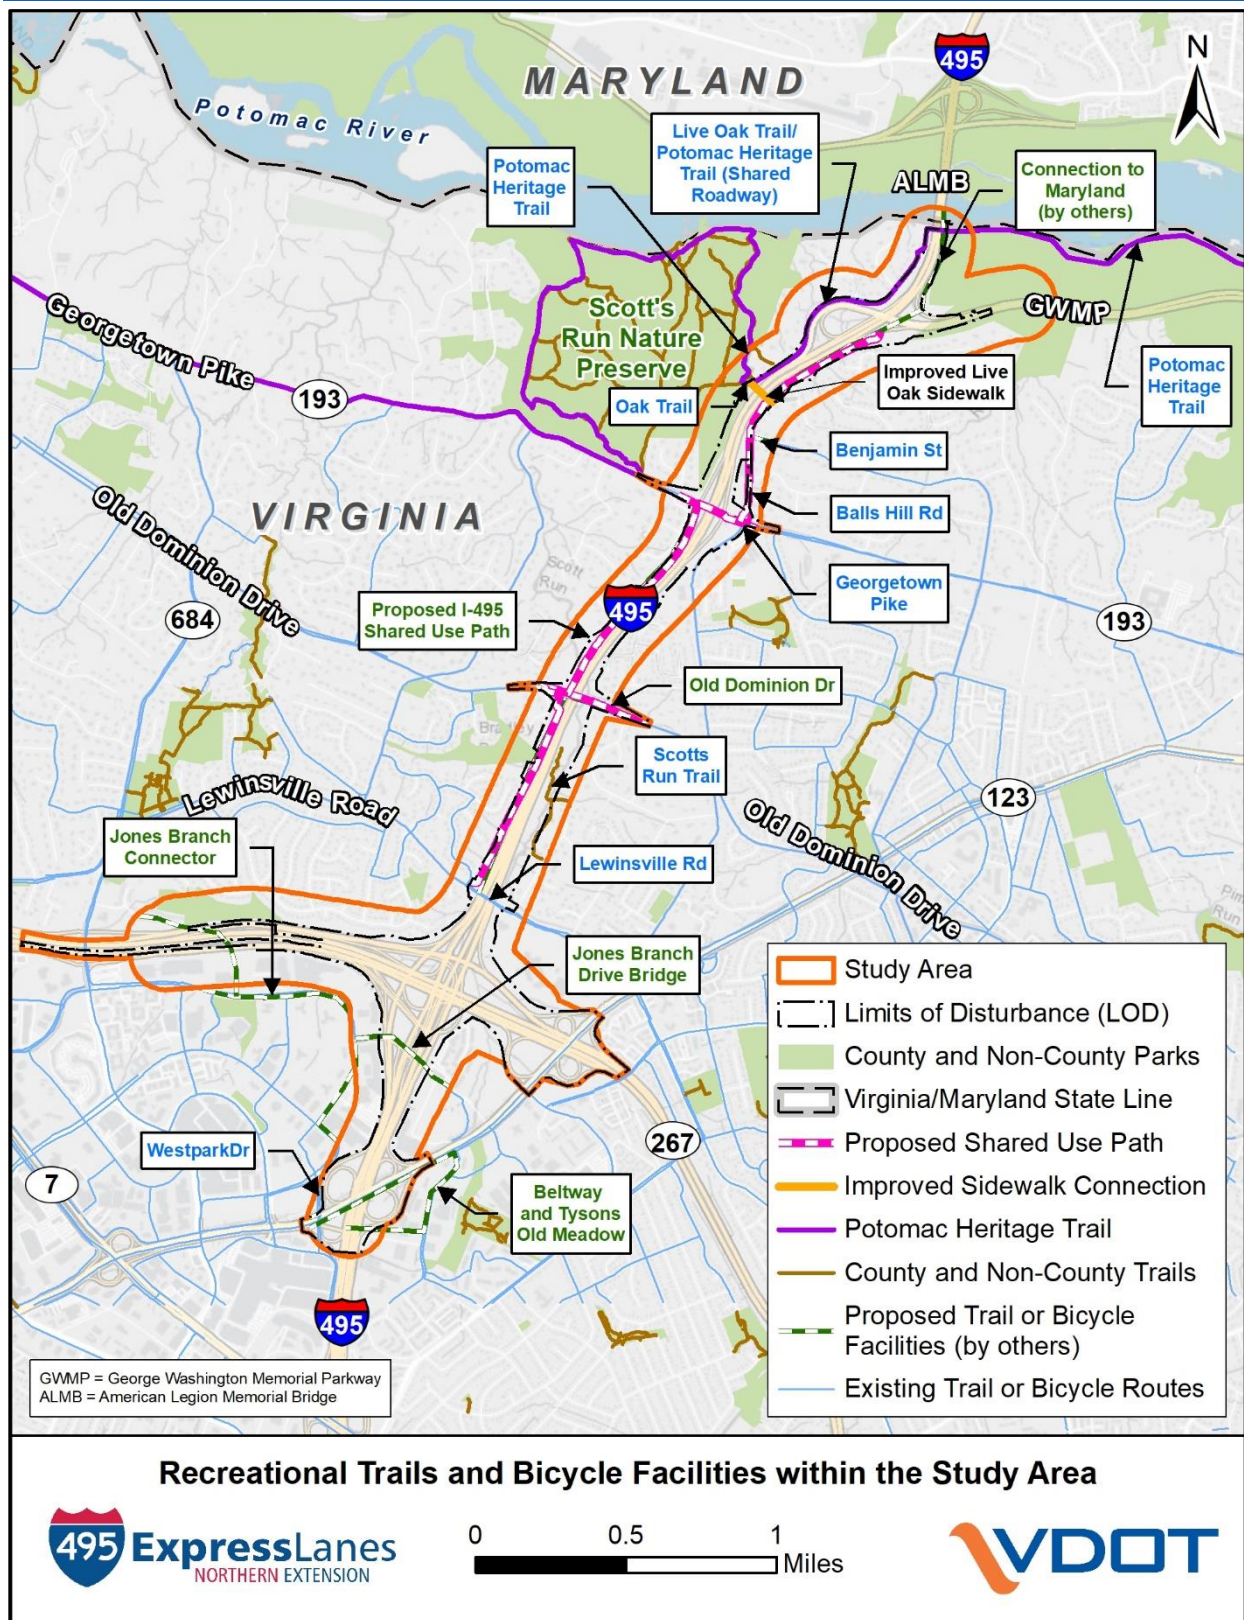 495
N
MARYLAND
Potomac River
Live Oak Trail/
Potomac Heritage
Trail (Shared
Roadway)
Potomac
Heritage
Trail
ALMB
Connection to
Maryland
(by others)
Georgetown Pike
193
Scott's
Run Nature
Preserve
GWMP
Improved Live
Oak Sidewalk
Potomac
Heritage
Trail
Oak Trail
Benjamin St
Old Dominion Drive
VIRGINIA
Balls Hill Rd
Scott
Run
Georgetown
Pike
684
Proposed I-495
Shared Use Path
495
193
Old Dominion Dr
Bradley
Scotts
Run Trail
Lewinsville Road
123
Old Dominion Drive
Jones Branch
Connector
Lewinsville Rd
Run
Jones Branch
Drive Bridge
WestparkDr
267
7
Beltway
and Tysons
Old Meadow
495
Study Area
Limits of Disturbance (LOD)
County and Non-County Parks
Virginia/Maryland State Line
Proposed Shared Use Path
Improved Sidewalk Connection
Potomac Heritage Trail
County and Non-County Trails
Proposed Trail or Bicycle
Facilities (by others)
Existing Trail or Bicycle Routes
GWMP = George Washington Memorial Parkway
ALMB = American Legion Memorial Bridge
Recreational Trails and Bicycle Facilities within the Study Area
495 ExpressLanes
NORTHERN EXTENSION
0 0.5 1
Miles
VDOT